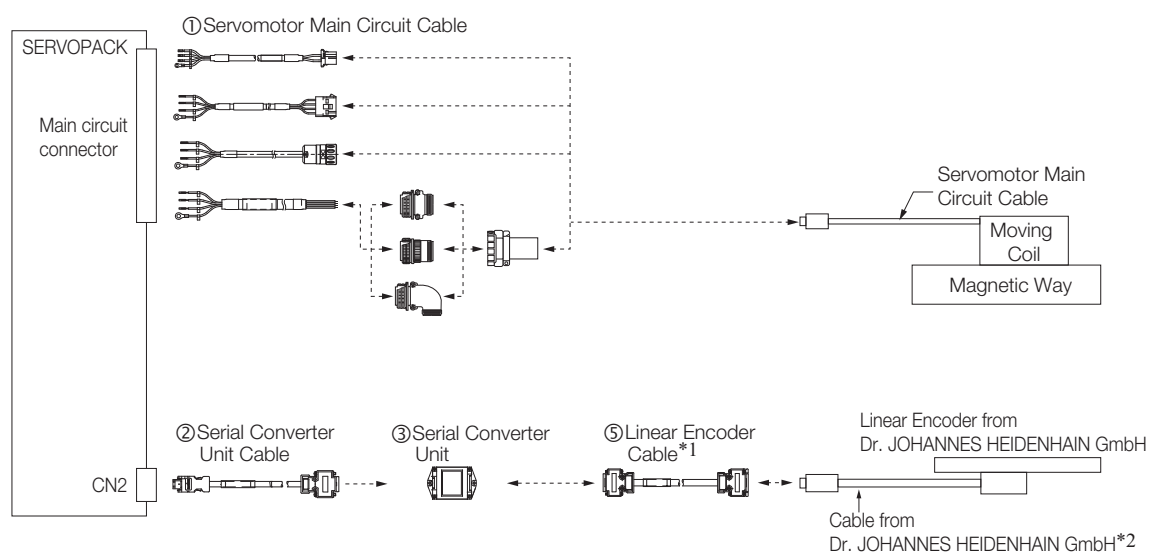 ①Servomotor Main Circuit Cable
SERVOPACK
Main circuit
connector
Servomotor Main
Circuit Cable
Moving
Coil
Magnetic Way
②Serial Converter
Unit Cable
③Serial Converter
Unit
⑤Linear Encoder
Cable*1
Linear Encoder from
Dr. JOHANNES HEIDENHAIN GmbH
CN2
Cable from
Dr. JOHANNES HEIDENHAIN GmbH*2